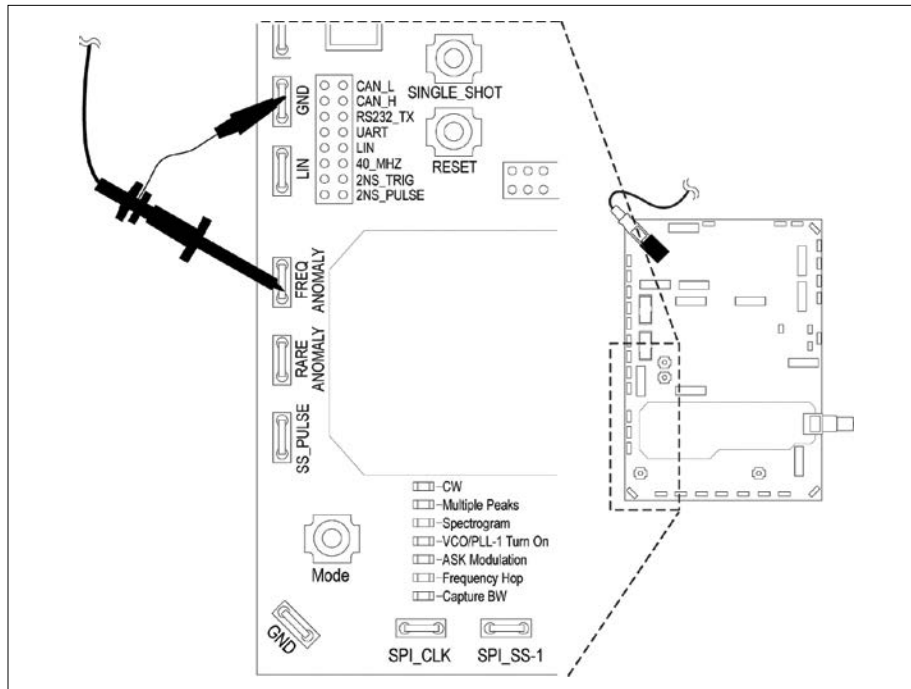 GND
CAN_L
CAN_H
RS232_TX
UART
LIN
40_MHZ
2NS_TRIG
2NS_PULSE
SINGLE_SHOT
RESET
LIN
FREQ
ANOMALY
RARE
ANOMALY
SS_PULSE
CW
Multiple Peaks
Spectrogram
VCO/PLL-1 Turn On
ASK Modulation
Frequency Hop
Capture BW
Mode
GND
SPI_CLK
SPI_SS-1